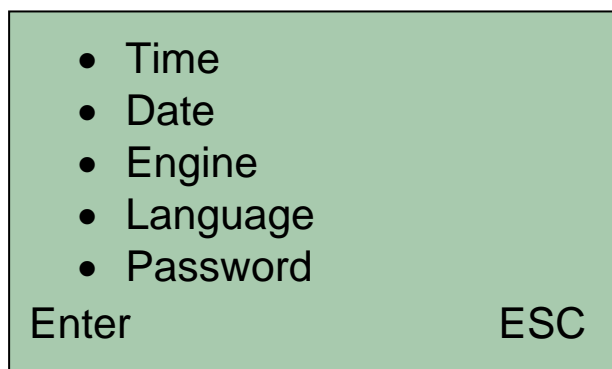 • Time
• Date
• Engine
• Language
• Password
Enter ESC